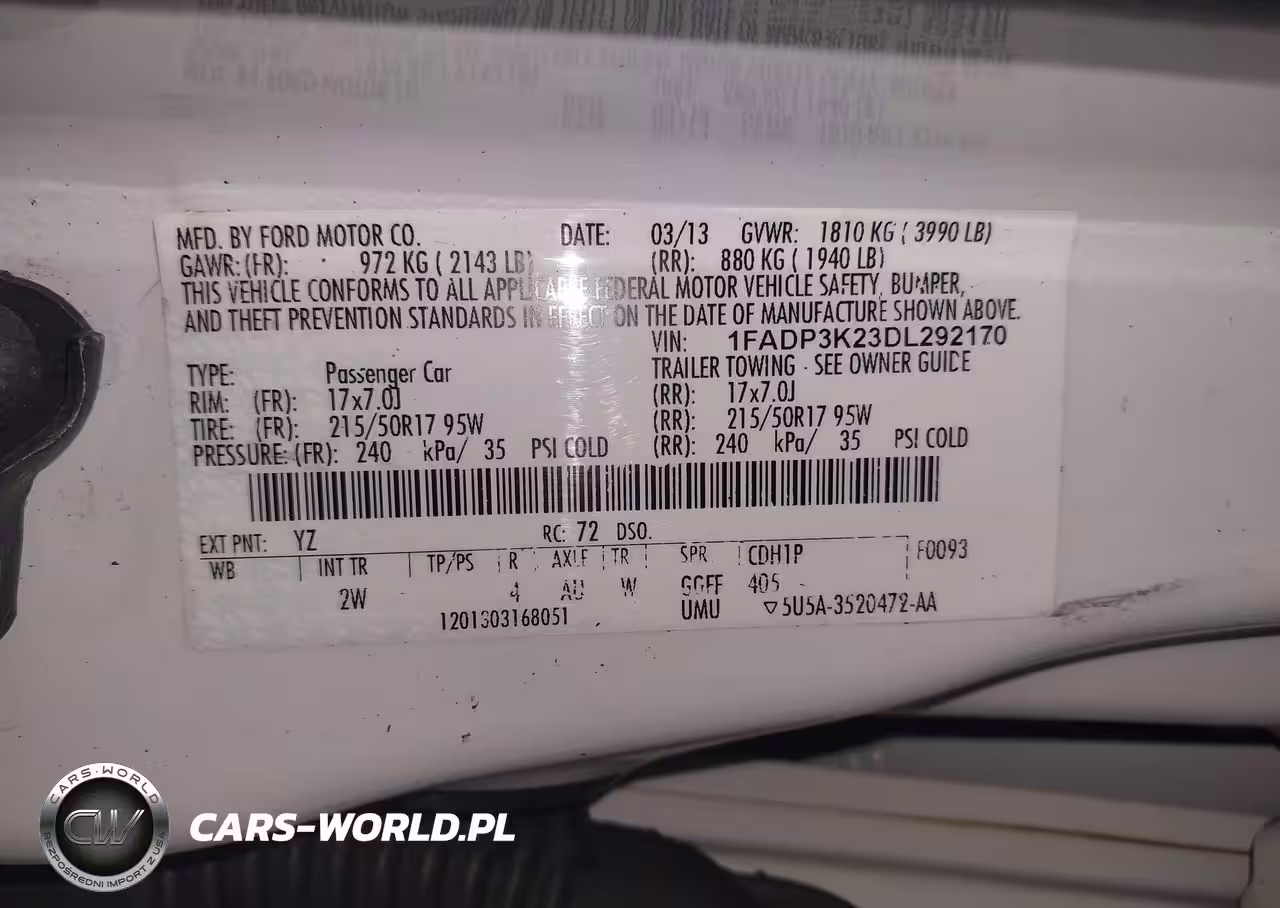 MFD. BY FORD MOTOR CO. DATE: 03/13 GVWR: 1810 KG ( 3990 LB)
GAWR: (FR): 972 KG ( 2143 LB) (RR): 880 KG ( 1940 LB)
THIS VEHICLE CONFORMS TO ALL APPLICABLE FEDERAL MOTOR VEHICLE SAFETY, BUMPER,
AND THEFT PREVENTION STANDARDS IN EFFECT ON THE DATE OF MANUFACTURE SHOWN ABOVE.
VIN: 1FADP3K23DL292170
TYPE: Passenger Car TRAILER TOWING - SEE OWNER GUIDE
RIM: (FR): 17x7.0J (RR): 17x7.0J
TIRE: (FR): 215/50R17 95W (RR): 215/50R17 95W
PRESSURE: (FR): 240 kPa/ 35 PSI COLD (RR): 240 kPa/ 35 PSI COLD
EXT PNT: YZ RC: 72 DSO:
WB INT TR TP/PS R AXLE TR SPR CDH1P F0093
2W 4 AU W GGFF 405
1201303168051 UMU ▽5U5A-3520472-AA
CARS-WORLD
CW
BEZPOŚREDNI IMPORT Z USA
CARS-WORLD.PL